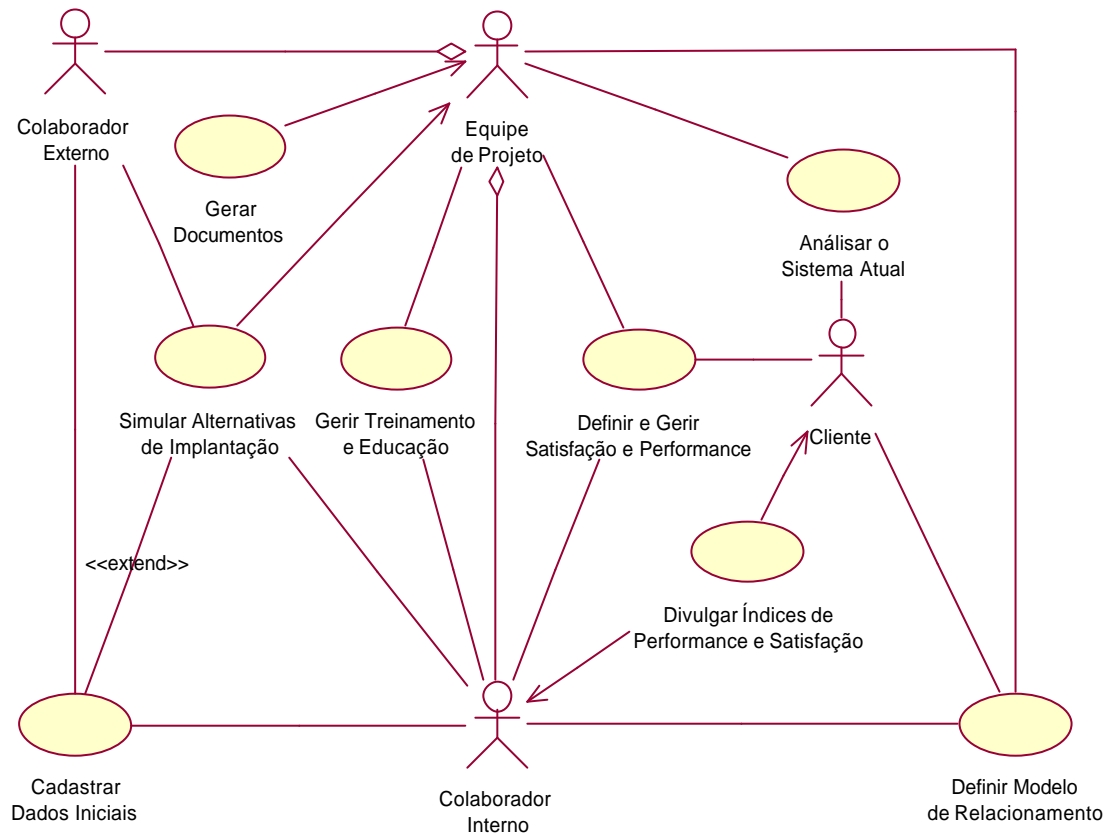 Colaborador
Externo
Equipe
de Projeto
Gerar
Documentos
Análisar o
Sistema Atual
Simular Alternativas
de Implantação
Gerir Treinamento
e Educação
Definir e Gerir
Satisfação e Performance
Cliente
<<extend>>
Divulgar Índices de
Performance e Satisfação
Cadastrar
Dados Iniciais
Colaborador
Interno
Definir Modelo
de Relacionamento